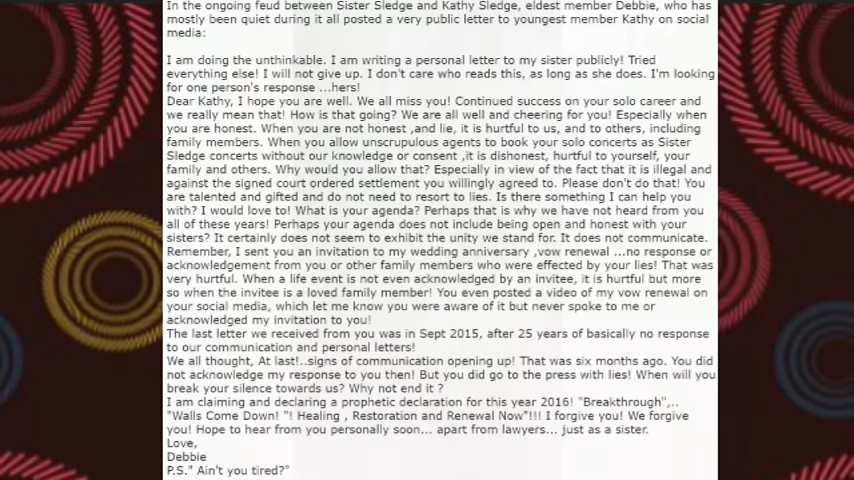 In the ongoing feud between Sister Sledge and Kathy Sledge, eldest member Debbie, who has
mostly been quiet during it all posted a very public letter to youngest member Kathy on social
media:
I am doing the unthinkable. I am writing a personal letter to my sister publicly! Tried
everything else! I will not give up. I don't care who reads this, as long as she does. I'm looking
for one person's response ...hers!
Dear Kathy, I hope you are well. We all miss you! Continued success on your solo career and
we really mean that! How is that going? We are all well and cheering for you! Especially when
you are honest. When you are not honest ,and lie, it is hurtful to us, and to others, including
family members. When you allow unscrupulous agents to book your solo concerts as Sister
Sledge concerts without our knowledge or consent ,it is dishonest, hurtful to yourself, your
family and others. Why would you allow that? Especially in view of the fact that it is illegal and
against the signed court ordered settlement you willingly agreed to. Please don't do that! You
are talented and gifted and do not need to resort to lies. Is there something I can help you
with? I would love to! What is your agenda? Perhaps that is why we have not heard from you
all of these years! Perhaps your agenda does not include being open and honest with your
sisters? It certainly does not seem to exhibit the unity we stand for. It does not communicate.
Remember, I sent you an invitation to my wedding anniversary ,vow renewal ...no response or
acknowledgement from you or other family members who were effected by your lies! That was
very hurtful. When a life event is not even acknowledged by an invitee, it is hurtful but more
so when the invitee is a loved family member! You even posted a video of my vow renewal on
your social media, which let me know you were aware of it but never spoke to me or
acknowledged my invitation to you!
The last letter we received from you was in Sept 2015, after 25 years of basically no response
to our communication and personal letters!
We all thought, At last!..signs of communication opening up! That was six months ago. You did
not acknowledge my response to you then! But you did go to the press with lies! When will you
break your silence towards us? Why not end it ?
I am claiming and declaring a prophetic declaration for this year 2016! "Breakthrough",..
"Walls Come Down! "! Healing , Restoration and Renewal Now"!!! I forgive you! We forgive
you! Hope to hear from you personally soon... apart from lawyers... just as a sister.
Love,
Debbie
P.S." Ain't you tired?"